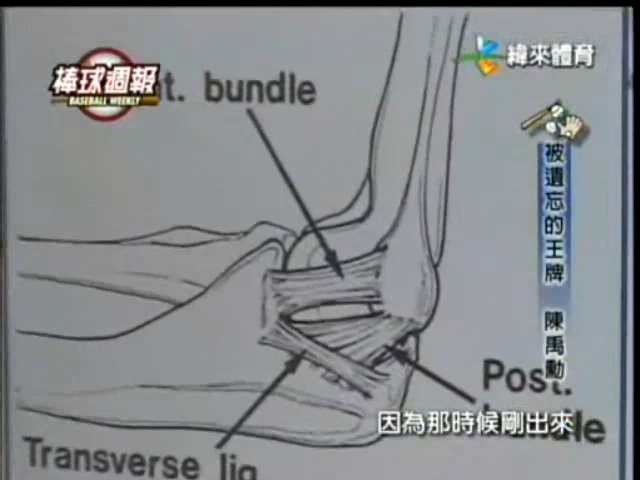 棒球週報
BASEBALL WEEKLY
緯來體育
t. bundle
被遺忘的王牌 陳禹勳
Post.
因為那時候剛出來
Transverse lig.